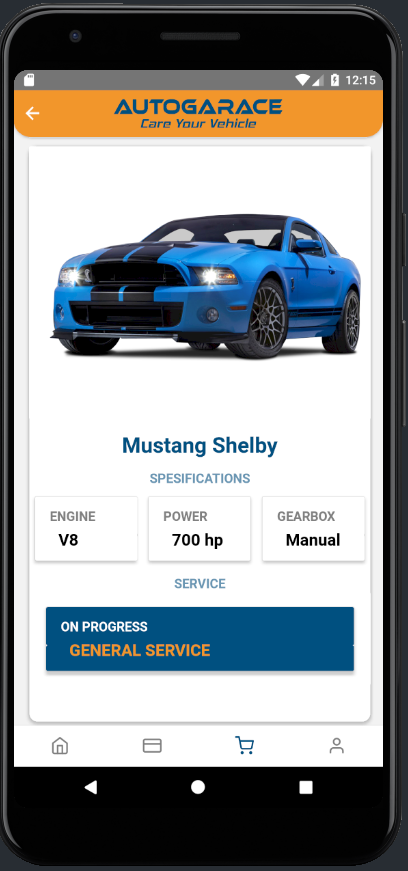 12:15
AUTOGARACE
Care Your Vehicle
Mustang Shelby
SPESIFICATIONS
ENGINE POWER GEARBOX
V8 700 hp Manual
SERVICE
ON PROGRESS
GENERAL SERVICE